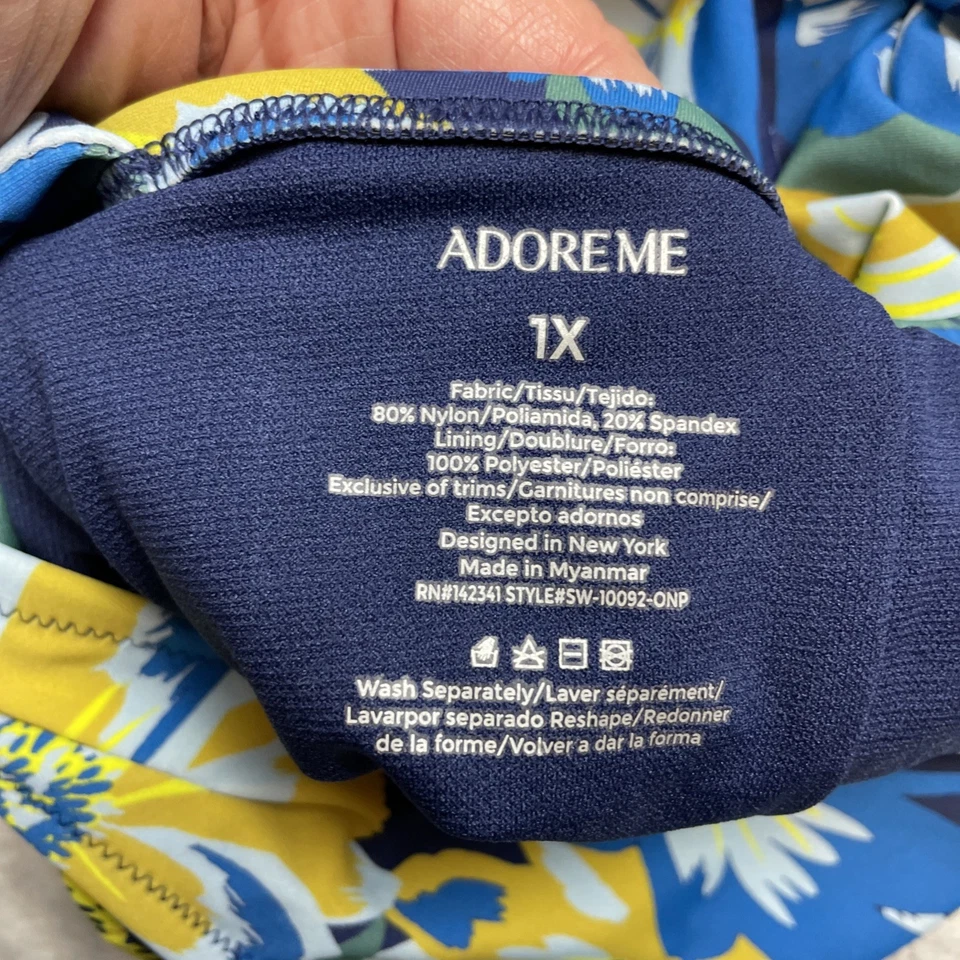 ADORE ME
1X
Fabric/Tissu/Tejido:
80% Nylon/Poliamida, 20% Spandex
Lining/Doublure/Forro:
100% Polyester/Poliéster
Exclusive of trims/Garnitures non comprise/
Excepto adornos
Designed in New York
Made in Myanmar
RN#142341 STYLE#SW-10092-ONP
Wash Separately/Laver séparément/
Lavarpor separado Reshape/Redonner
de la forme/Volver a dar la forma